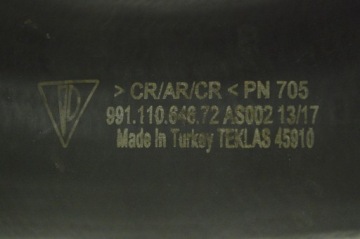 > CR/AR/CR < PN 705
991.110.646.72 AS002 13/17
Made In Turkey TEKLAS 45910